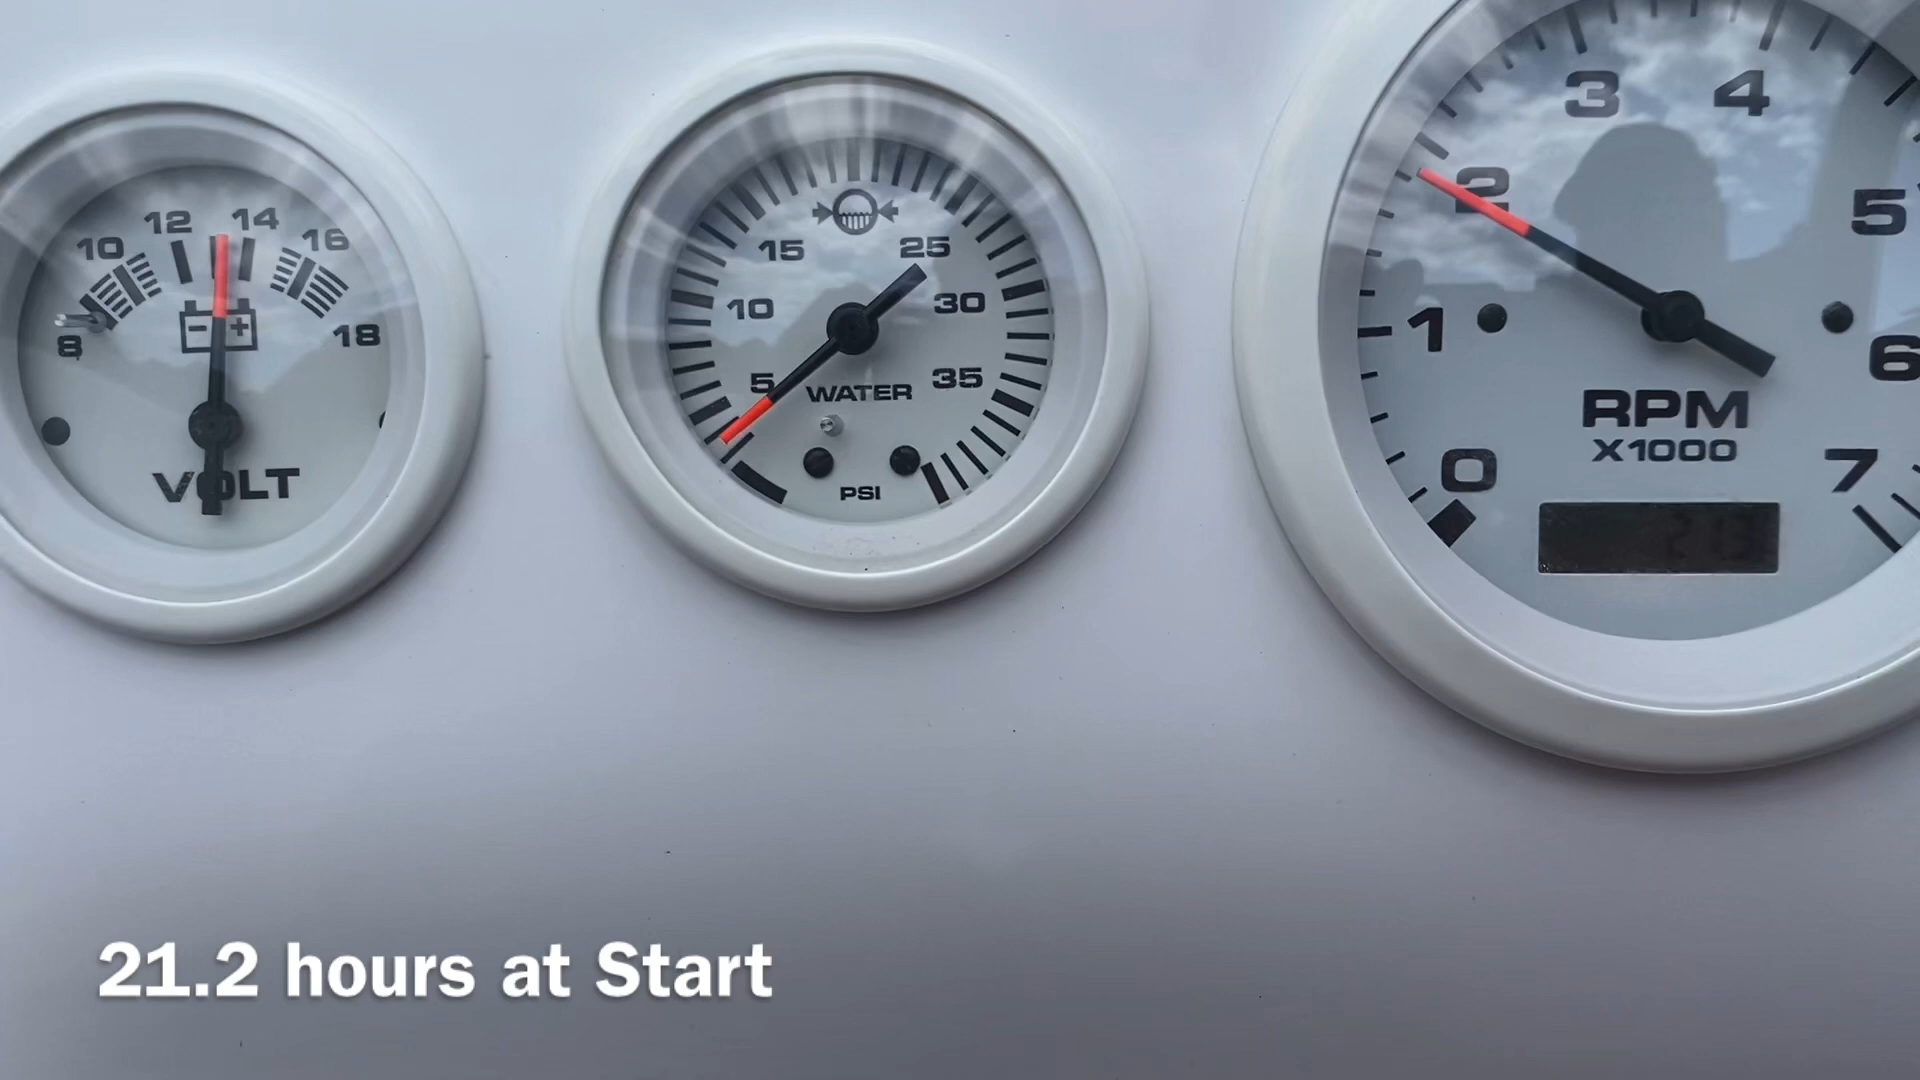 8 10 12 14 16 18
- +
VOLT
5 10 15 25 30 35
WATER
PSI
0 1 2 3 4 5 6 7
RPM
X1000
21.2 hours at Start